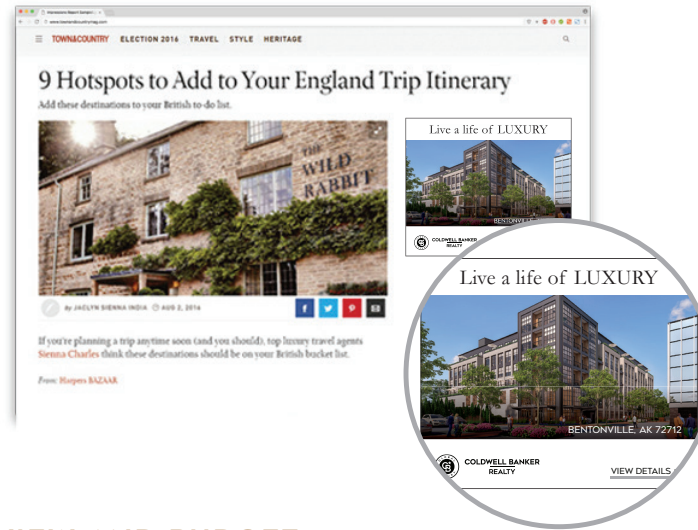 www.townandcountrymag.com
TOWN&COUNTRY ELECTION 2016 TRAVEL STYLE HERITAGE
9 Hotspots to Add to Your England Trip Itinerary
Add these destinations to your British to-do list.
THE
WILD
RABBIT
By JACLYN SIENNA INDIA AUG 2, 2016
If you're planning a trip anytime soon (and you should), top luxury travel agents
Sienna Charles think these destinations should be on your British bucket list.
From: Harpers BAZAAR
Live a life of LUXURY
BENTONVILLE,
COLDWELL BANKER
REALTY
Live a life of LUXURY
BENTONVILLE, AK 72712
COLDWELL BANKER
REALTY
VIEW DETAILS